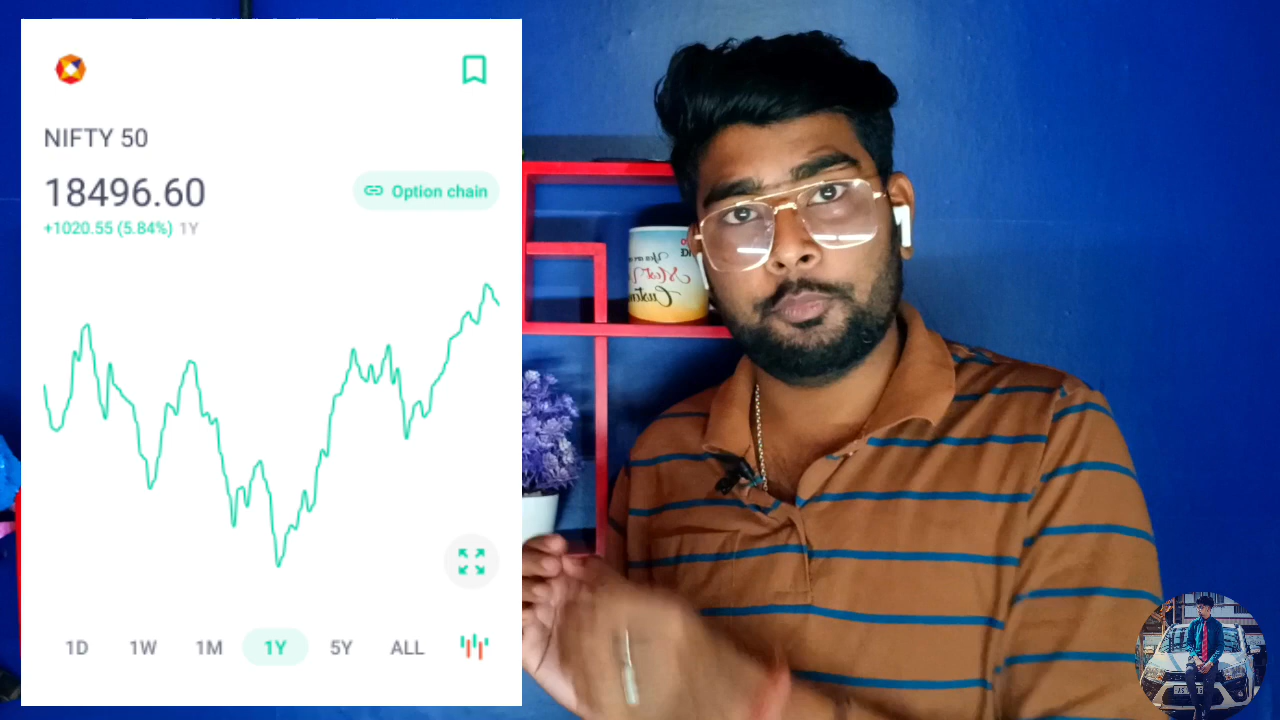 NIFTY 50
18496.60
Option chain
+1020.55 (5.84%) 1Y
1D 1W 1M 1Y 5Y ALL